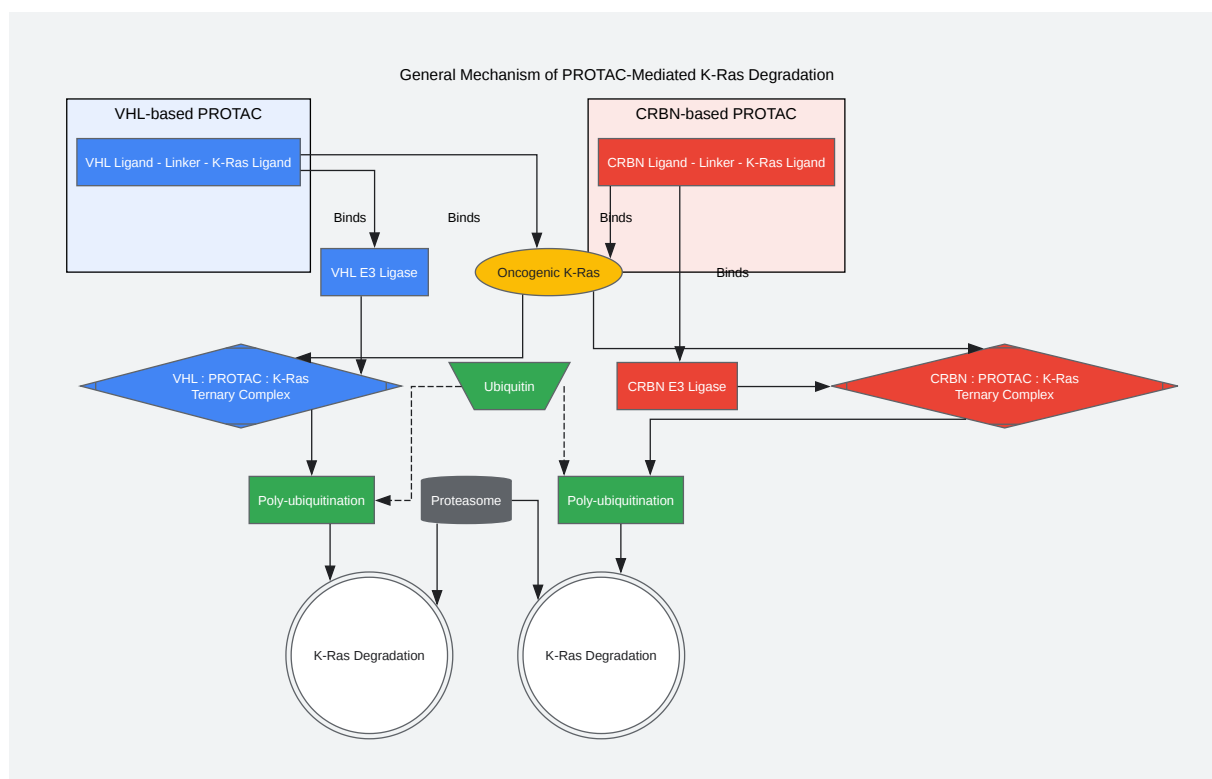 General Mechanism of PROTAC-Mediated K-Ras Degradation
VHL-based PROTAC
CRBN-based PROTAC
VHL Ligand - Linker - K-Ras Ligand
CRBN Ligand - Linker - K-Ras Ligand
Binds
Binds
Binds
VHL E3 Ligase
Oncogenic K-Ras
Binds
VHL : PROTAC : K-Ras
Ternary Complex
Ubiquitin
CRBN E3 Ligase
CRBN : PROTAC : K-Ras
Ternary Complex
Poly-ubiquitination
Proteasome
Poly-ubiquitination
K-Ras Degradation
K-Ras Degradation